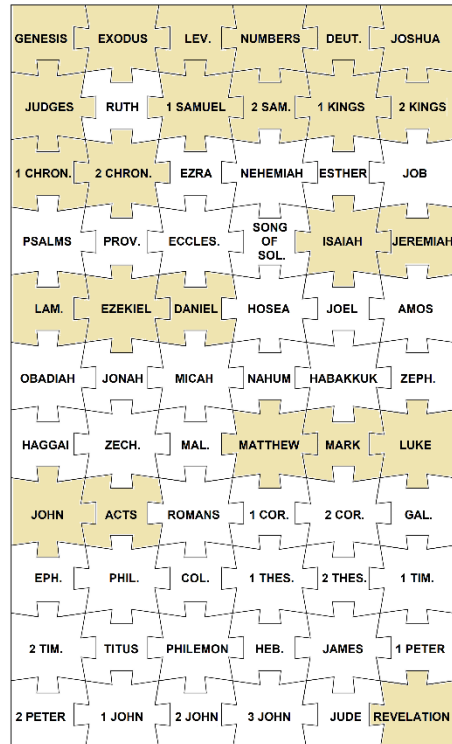 GENESIS EXODUS LEV. NUMBERS DEUT. JOSHUA
JUDGES RUTH 1 SAMUEL 2 SAM. 1 KINGS 2 KINGS
1 CHRON. 2 CHRON. EZRA NEHEMIAH ESTHER JOB
PSALMS PROV. ECCLES. SONG OF SOL. ISAIAH JEREMIAH
LAM. EZEKIEL DANIEL HOSEA JOEL AMOS
OBADIAH JONAH MICAH NAHUM HABAKKUK ZEPH.
HAGGAI ZECH. MAL. MATTHEW MARK LUKE
JOHN ACTS ROMANS 1 COR. 2 COR. GAL.
EPH. PHIL. COL. 1 THES. 2 THES. 1 TIM.
2 TIM. TITUS PHILEMON HEB. JAMES 1 PETER
2 PETER 1 JOHN 2 JOHN 3 JOHN JUDE REVELATION